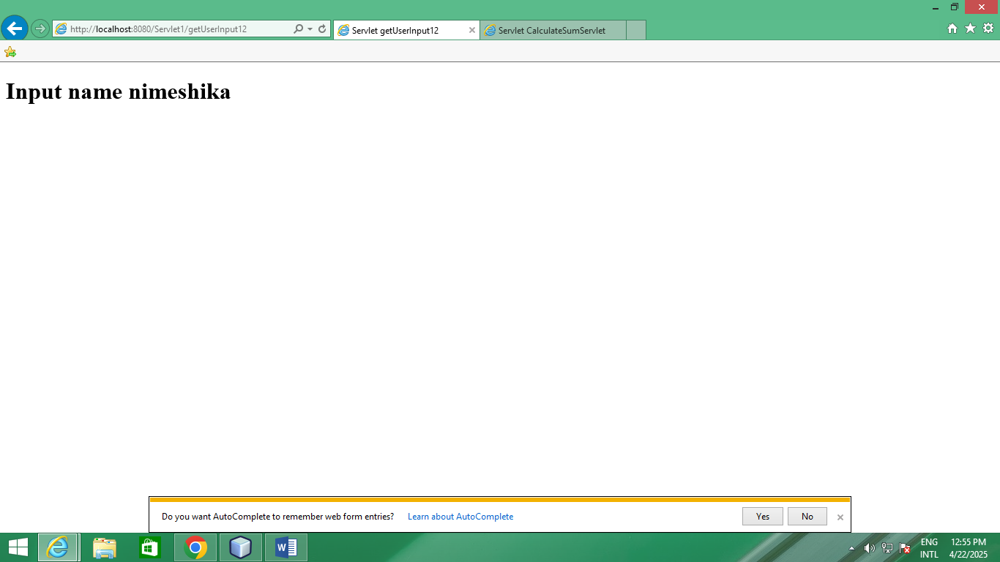 http://localhost:8080/Servlet1/getUserInput12
Servlet getUserInput12
Servlet CalculateSumServlet
Input name nimeshika
Do you want AutoComplete to remember web form entries? Learn about AutoComplete Yes No
ENG 12:55 PM
INTL 4/22/2025